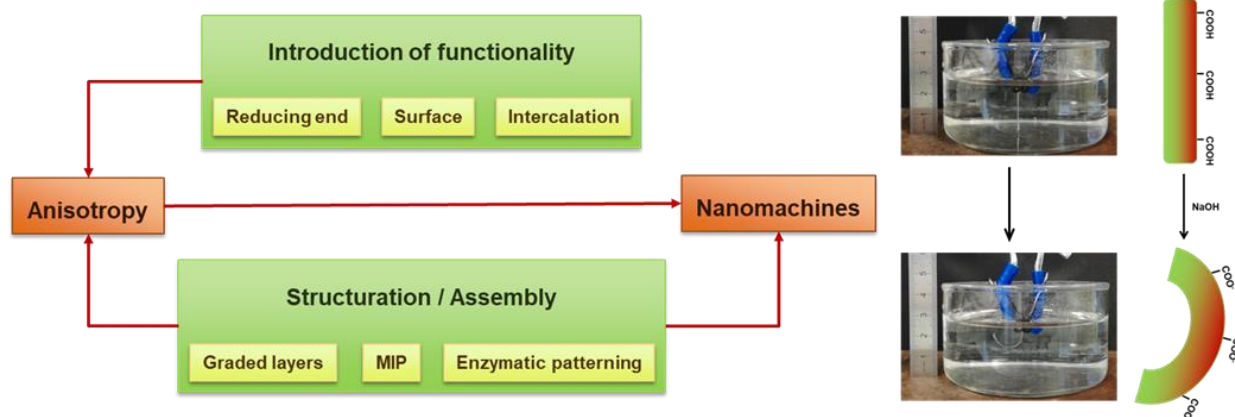 Introduction of functionality
Reducing end
Surface
Intercalation
Anisotropy
Nanomachines
Structuration / Assembly
Graded layers
MIP
Enzymatic patterning
COOH
COOH
COOH
NaOH
COO-